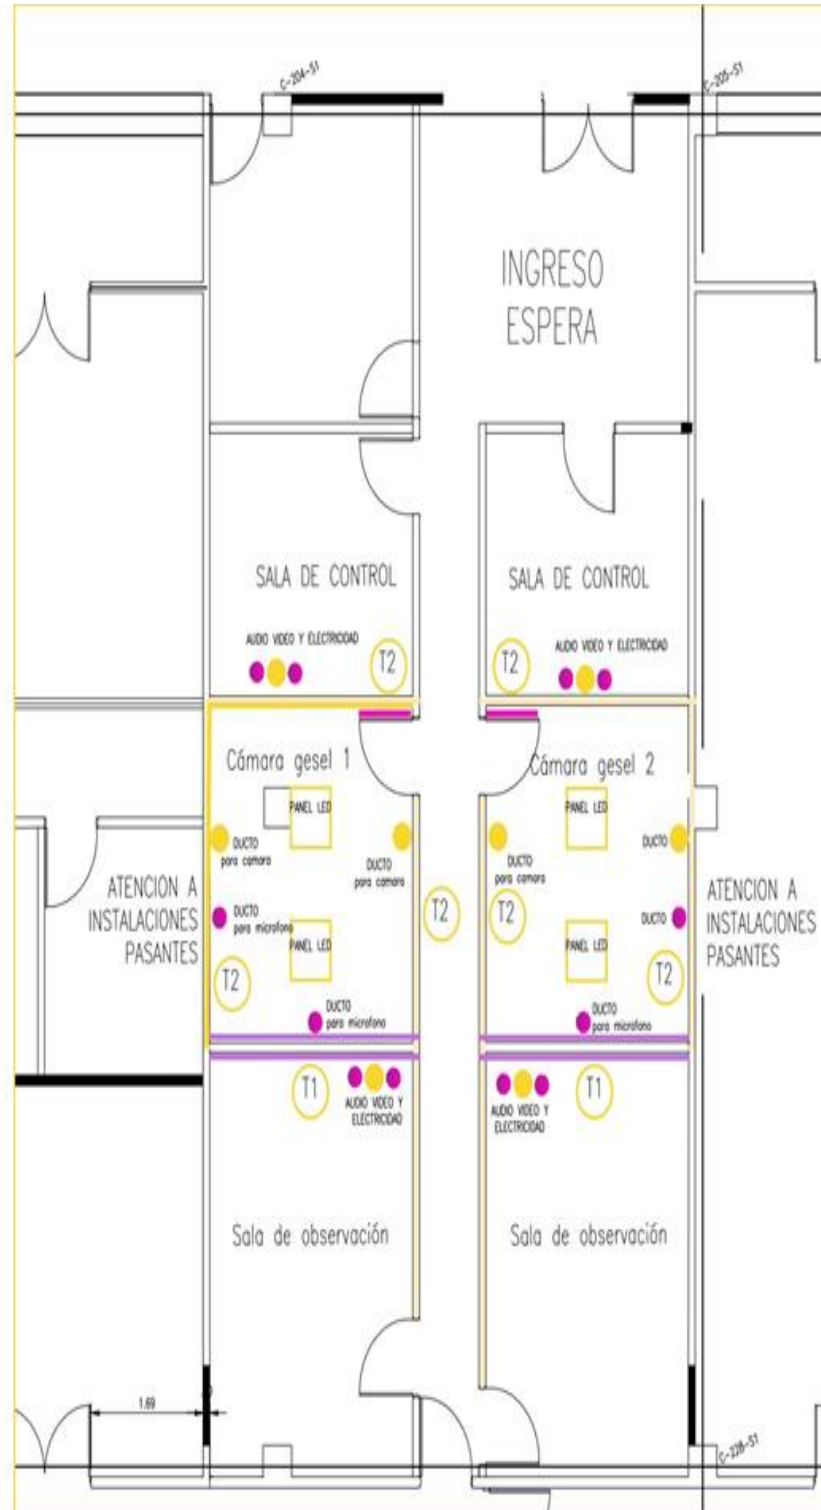 C-204-S1
C-205-S1
INGRESO
ESPERA
SALA DE CONTROL
SALA DE CONTROL
AUDIO VIDEO Y ELECTRICIDAD
T2
T2
AUDIO VIDEO Y ELECTRICIDAD
Cámara gesel 1
Cámara gesel 2
PANEL LED
PANEL LED
DUCTO
para camara
DUCTO
para camara
DUCTO
para camara
DUCTO
ATENCION A
INSTALACIONES
PASANTES
DUCTO
para microfono
T2
T2
DUCTO
ATENCION A
INSTALACIONES
PASANTES
PANEL LED
PANEL LED
T2
T2
DUCTO
para microfono
DUCTO
para microfono
T1
AUDIO VIDEO Y
ELECTRICIDAD
T1
AUDIO VIDEO Y
ELECTRICIDAD
Sala de observación
Sala de observación
1.69
C-228-S1